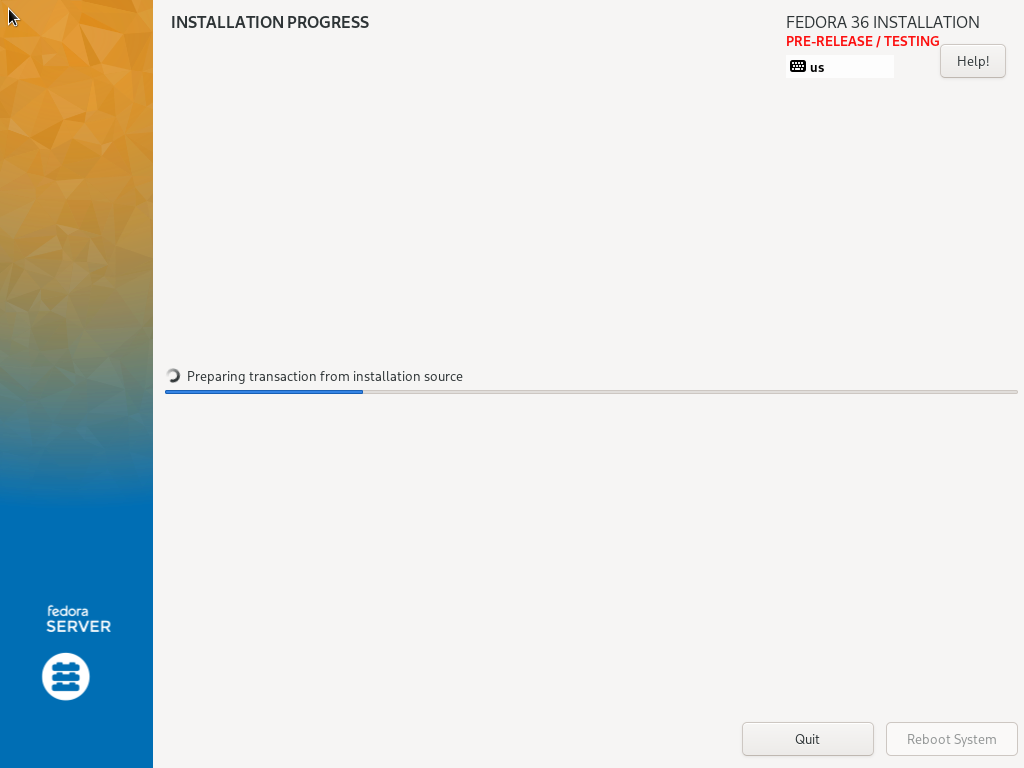 INSTALLATION PROGRESS
FEDORA 36 INSTALLATION
PRE-RELEASE / TESTING
us
Help!
Preparing transaction from installation source
fedora
SERVER
Quit
Reboot System